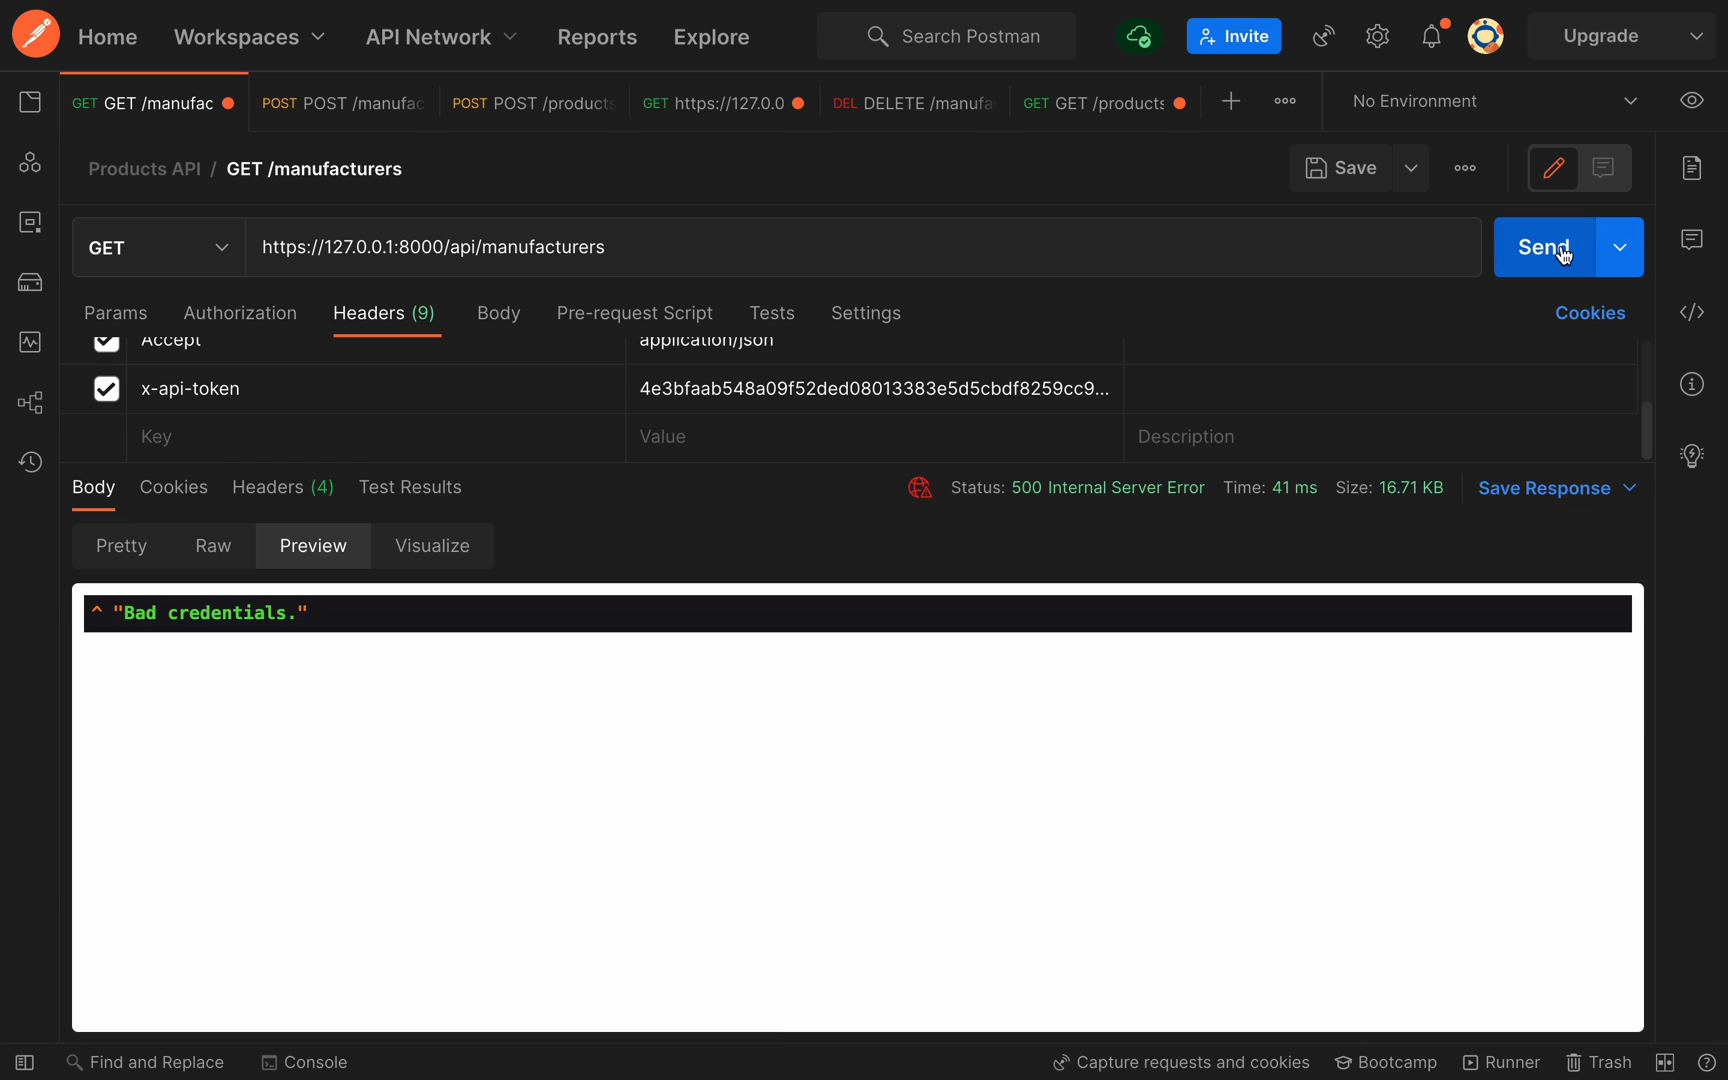 Home Workspaces API Network Reports Explore Search Postman Invite Upgrade
GET GET /manufac POST POST /manufac POST POST /products GET https://127.0.0 DEL DELETE /manufa GET GET /products No Environment
Products API / GET /manufacturers Save
GET https://127.0.0.1:8000/api/manufacturers Send
Params Authorization Headers (9) Body Pre-request Script Tests Settings Cookies
Accept application/json
x-api-token 4e3bfaab548a09f52ded08013383e5d5cbdf8259cc9...
Key Value Description
Body Cookies Headers (4) Test Results Status: 500 Internal Server Error Time: 41 ms Size: 16.71 KB Save Response
Pretty Raw Preview Visualize
^ "Bad credentials."
Find and Replace Console Capture requests and cookies Bootcamp Runner Trash